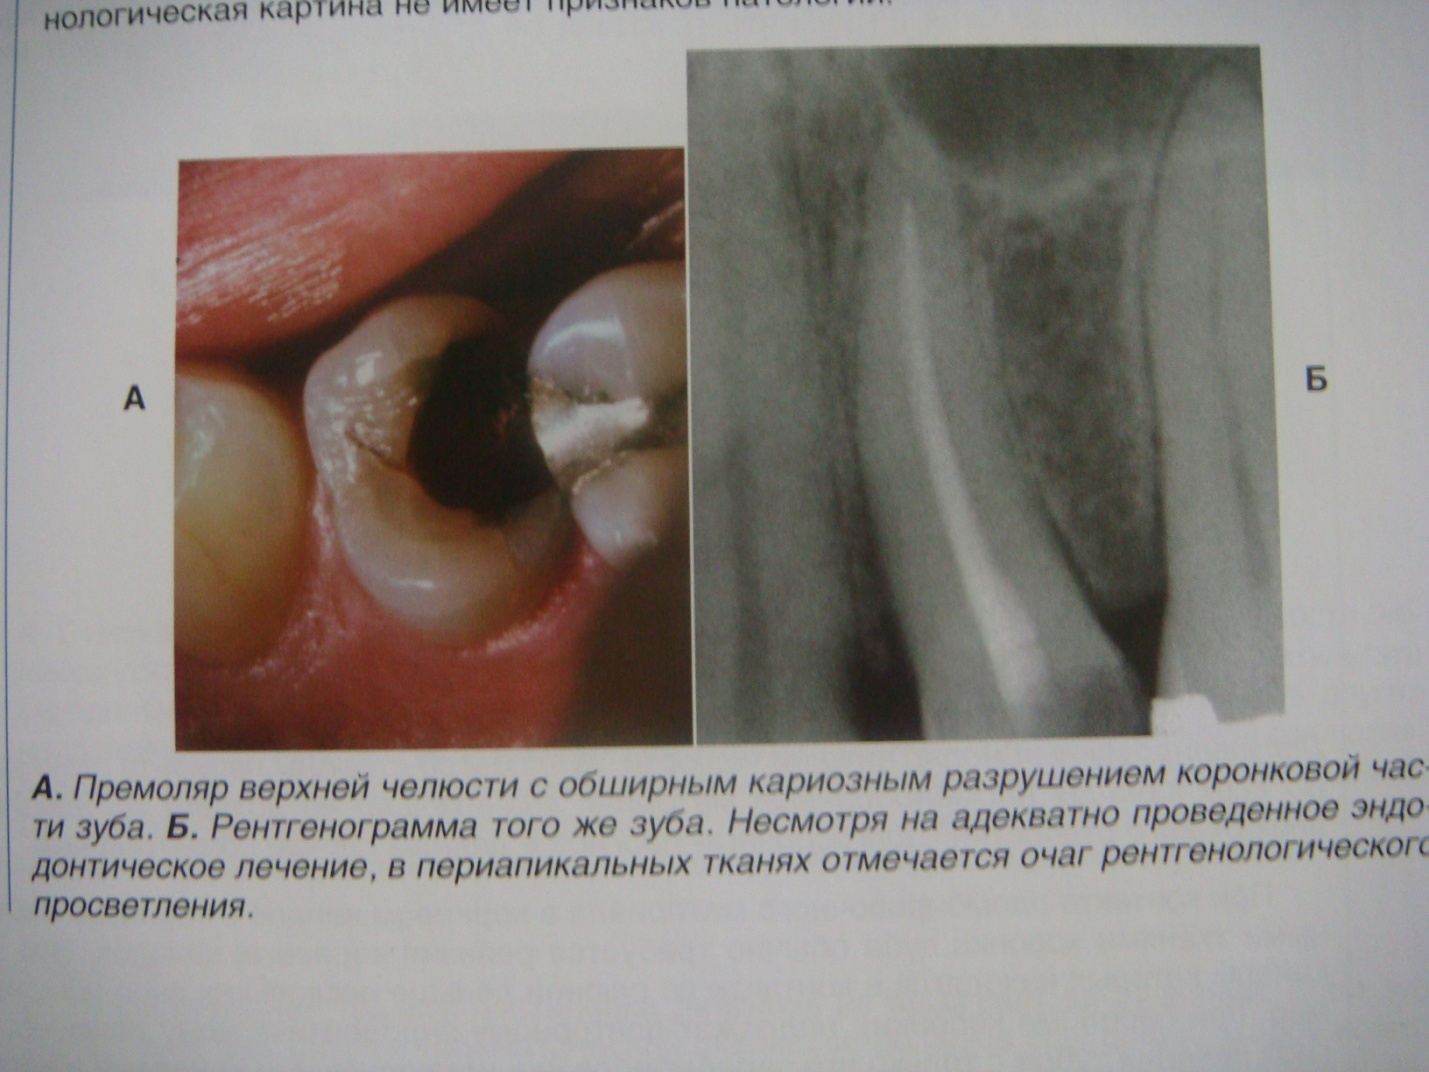 нологическая картина не имеет признаков патологии.
А
Б
А. Премоляр верхней челюсти с обширным кариозным разрушением коронковой час-
ти зуба. Б. Рентгенограмма того же зуба. Несмотря на адекватно проведенное эндо-
донтическое лечение, в периапикальных тканях отмечается очаг рентгенологического
просветления.